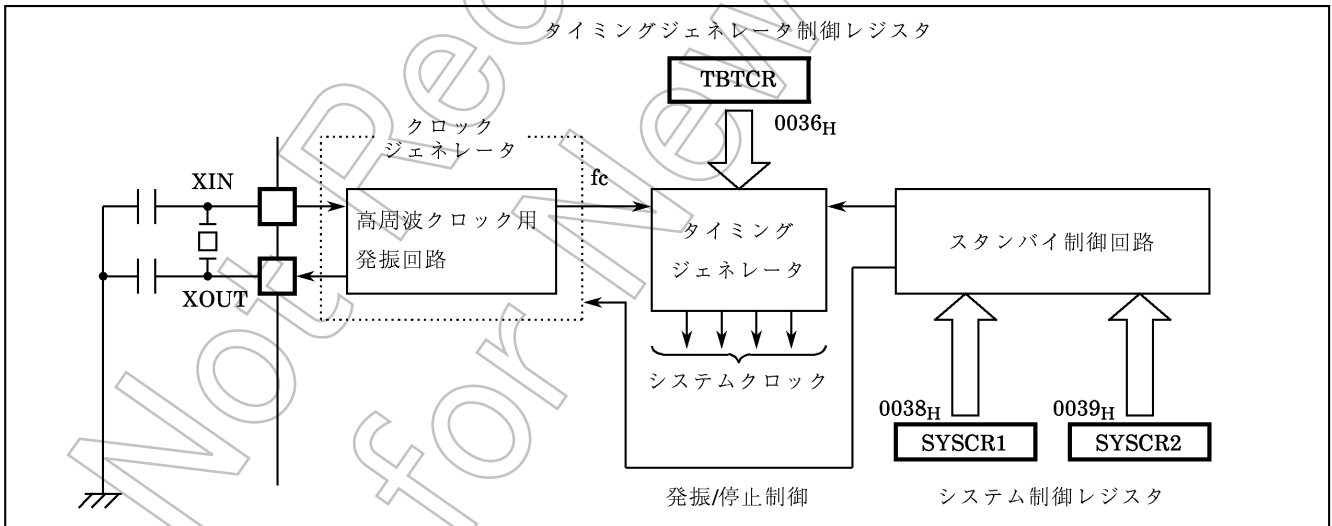 タイミングジェネレータ制御レジスタ
TBTCR
0036H
クロック
ジェネレータ
fc
XIN
XOUT
高周波クロック用
発振回路
タイミング
ジェネレータ
スタンバイ制御回路
システムクロック
0038H
0039H
SYSCR1
SYSCR2
発振/停止制御
システム制御レジスタ
Not Rec
for New